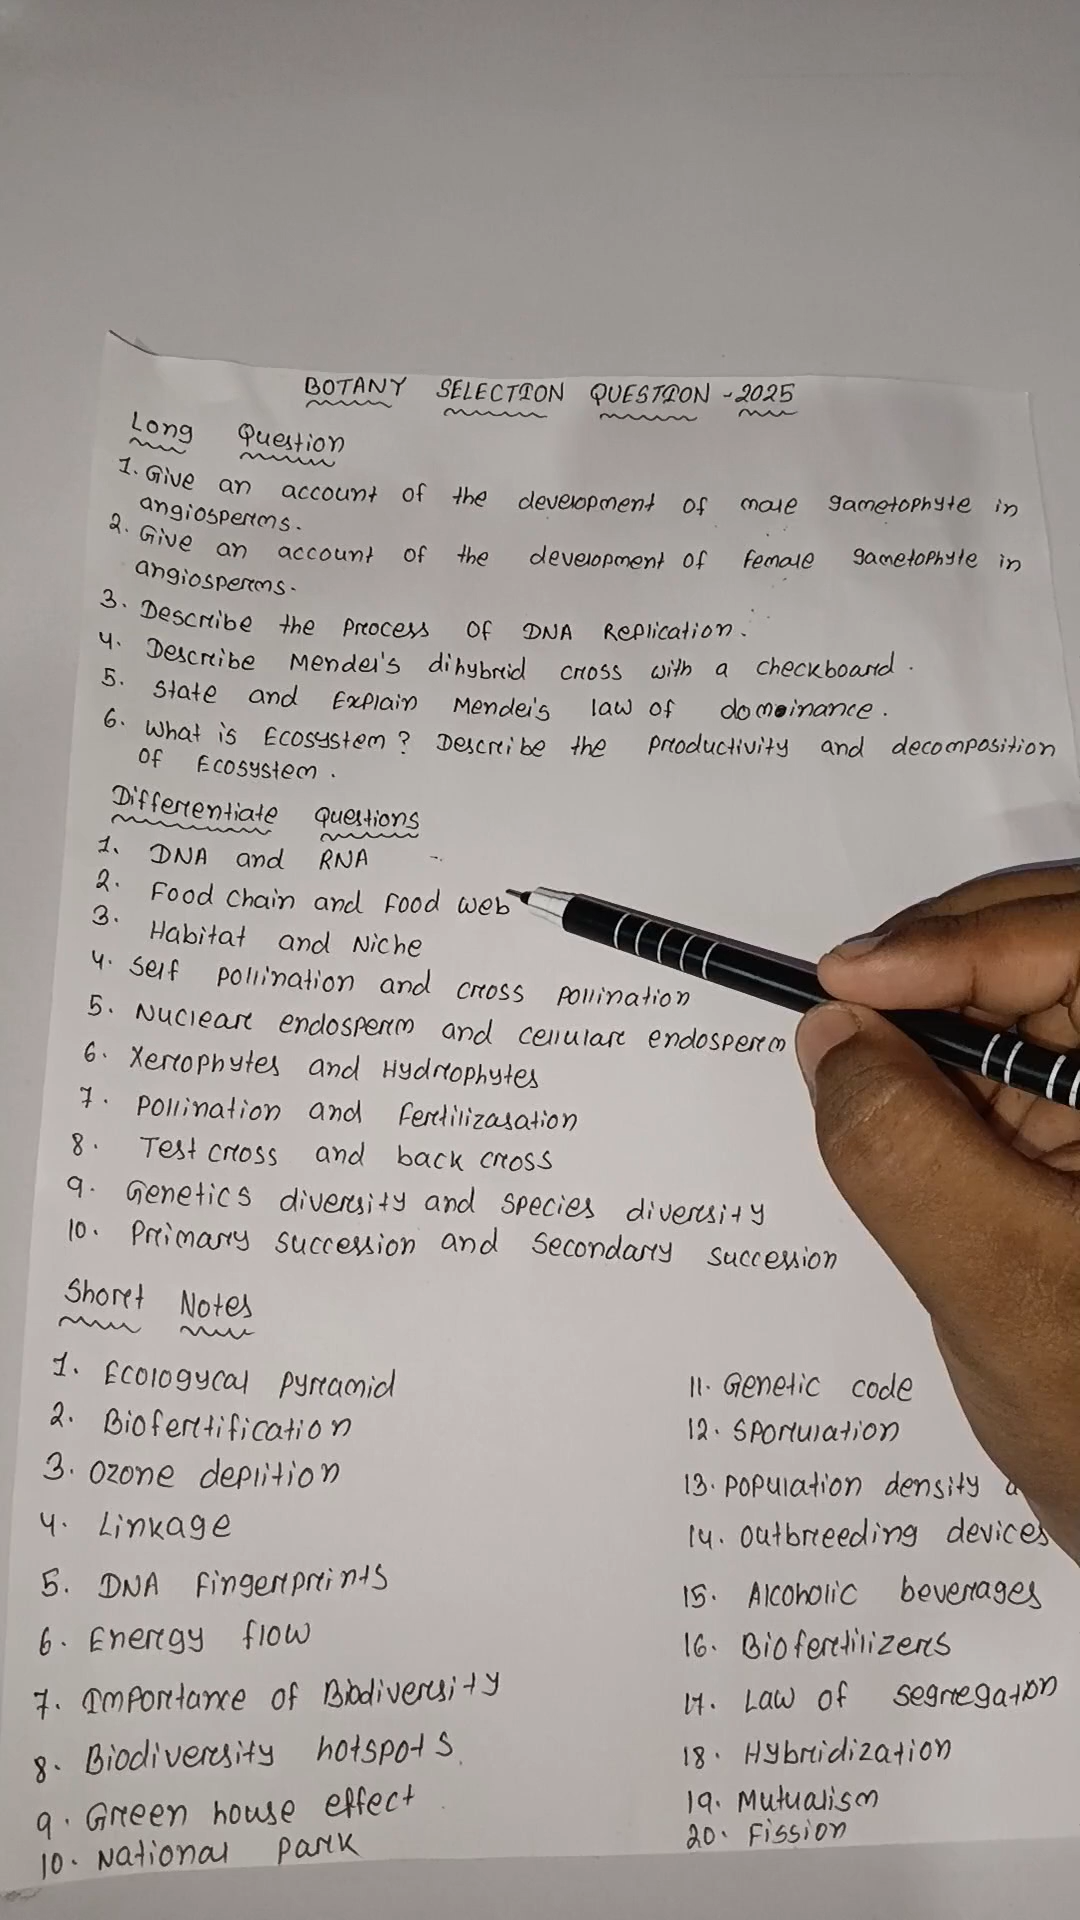 BOTANY SELECTION QUESTION - 2025
Long Question
1. Give an account of the development of male gametophyte in
angiosperms.
2. Give an account of the development of female gametophyte in
angiosperms.
3. Describe the Process of DNA Replication.
4. Describe Mendel's dihybrid cross with a checkboard.
5. State and Explain Mendel's law of domoinance.
6. What is Ecosystem? Describe the Productivity and decomposition
of Ecosystem.
Differentiate Questions
1. DNA and RNA
2. Food Chain and Food web
3. Habitat and Niche
4. Self pollination and cross pollination
5. Nuclear endosperm and cellular endosperm
6. Xerophytes and Hydrophytes
7. Pollination and fertilizasation
8. Test cross and back cross
9. Genetics diversity and species diversity
10. Primary succession and Secondary succession
Short Notes
1. Ecologycal Pyramid
2. Biofertification
3. Ozone deplition
4. Linkage
5. DNA fingerprints
6. Energy flow
7. Importance of Biodiversity
8. Biodiversity hotspots.
9. Green house effect
10. National Park
11. Genetic code
12. Sporulation
13. Population density
14. Outbreeding devices
15. Alcoholic beverages
16. Biofertilizers
17. Law of segregation
18. Hybridization
19. Mutualism
20. Fission